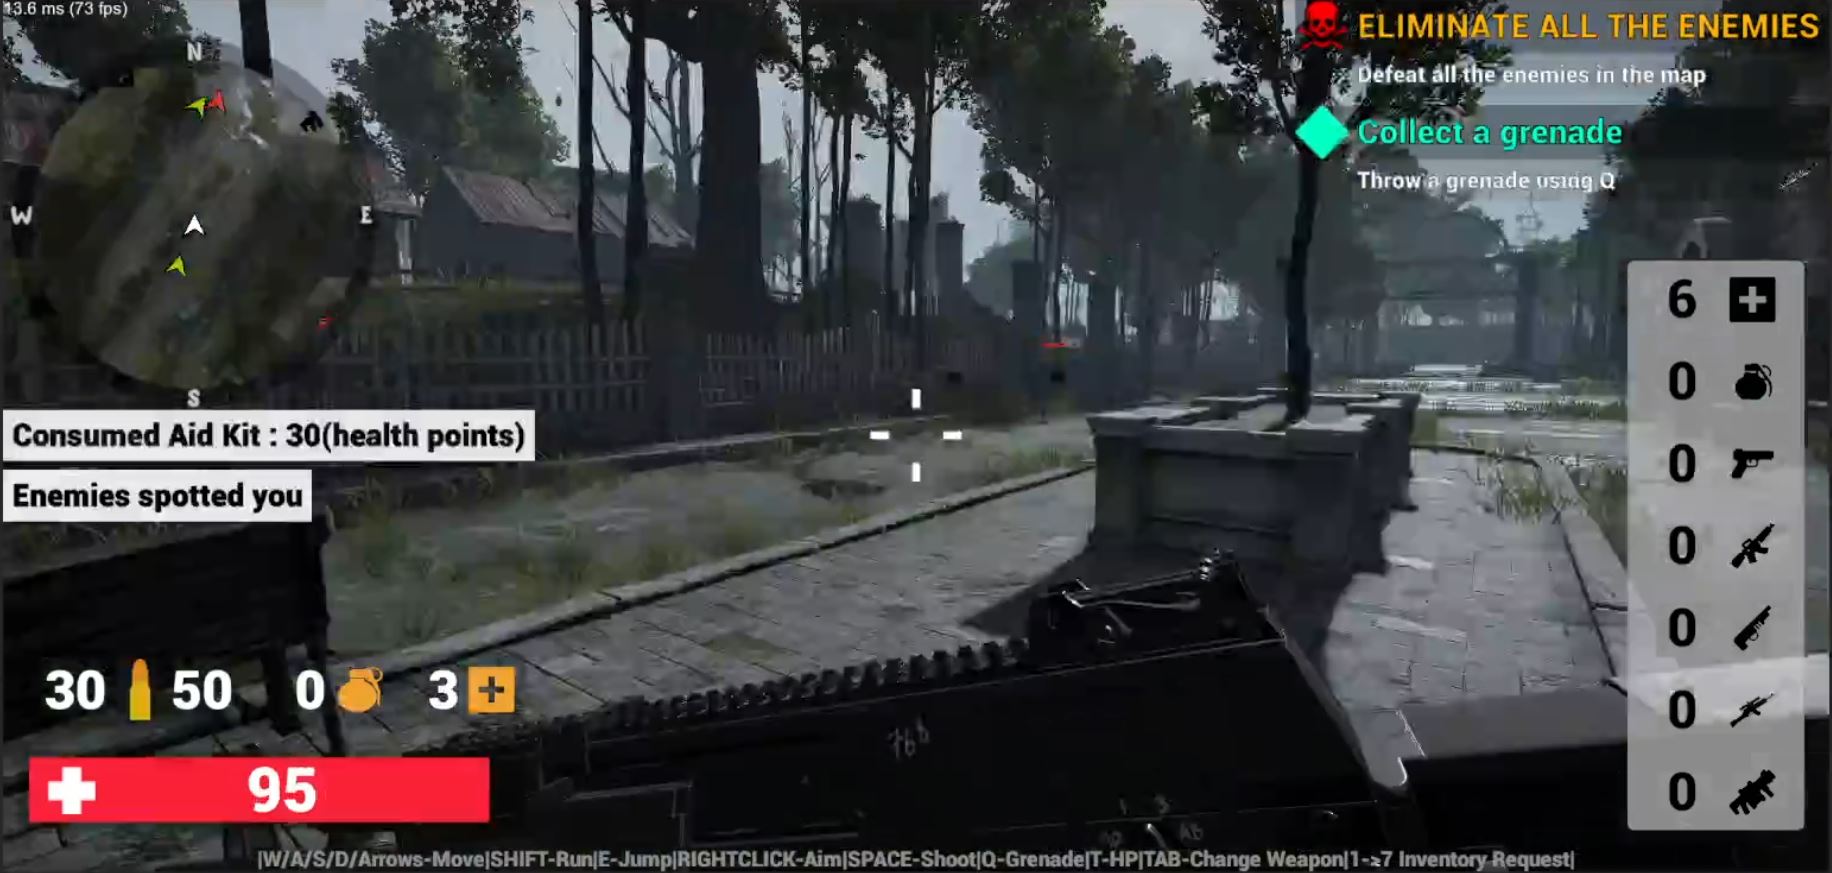 13.6 ms (73 fps)
ELIMINATE ALL THE ENEMIES
Defeat all the enemies in the map
Collect a grenade
Throw a grenade using Q
N
W
E
S
Consumed Aid Kit : 30(health points)
Enemies spotted you
6
0
0
0
0
0
0
30 50 0 3
95
|W/A/S/D/Arrows-Move|SHIFT-Run|E-Jump|RIGHTCLICK-Aim|SPACE-Shoot|Q-Grenade|T-HP|TAB-Change Weapon|1->7 Inventory Request|